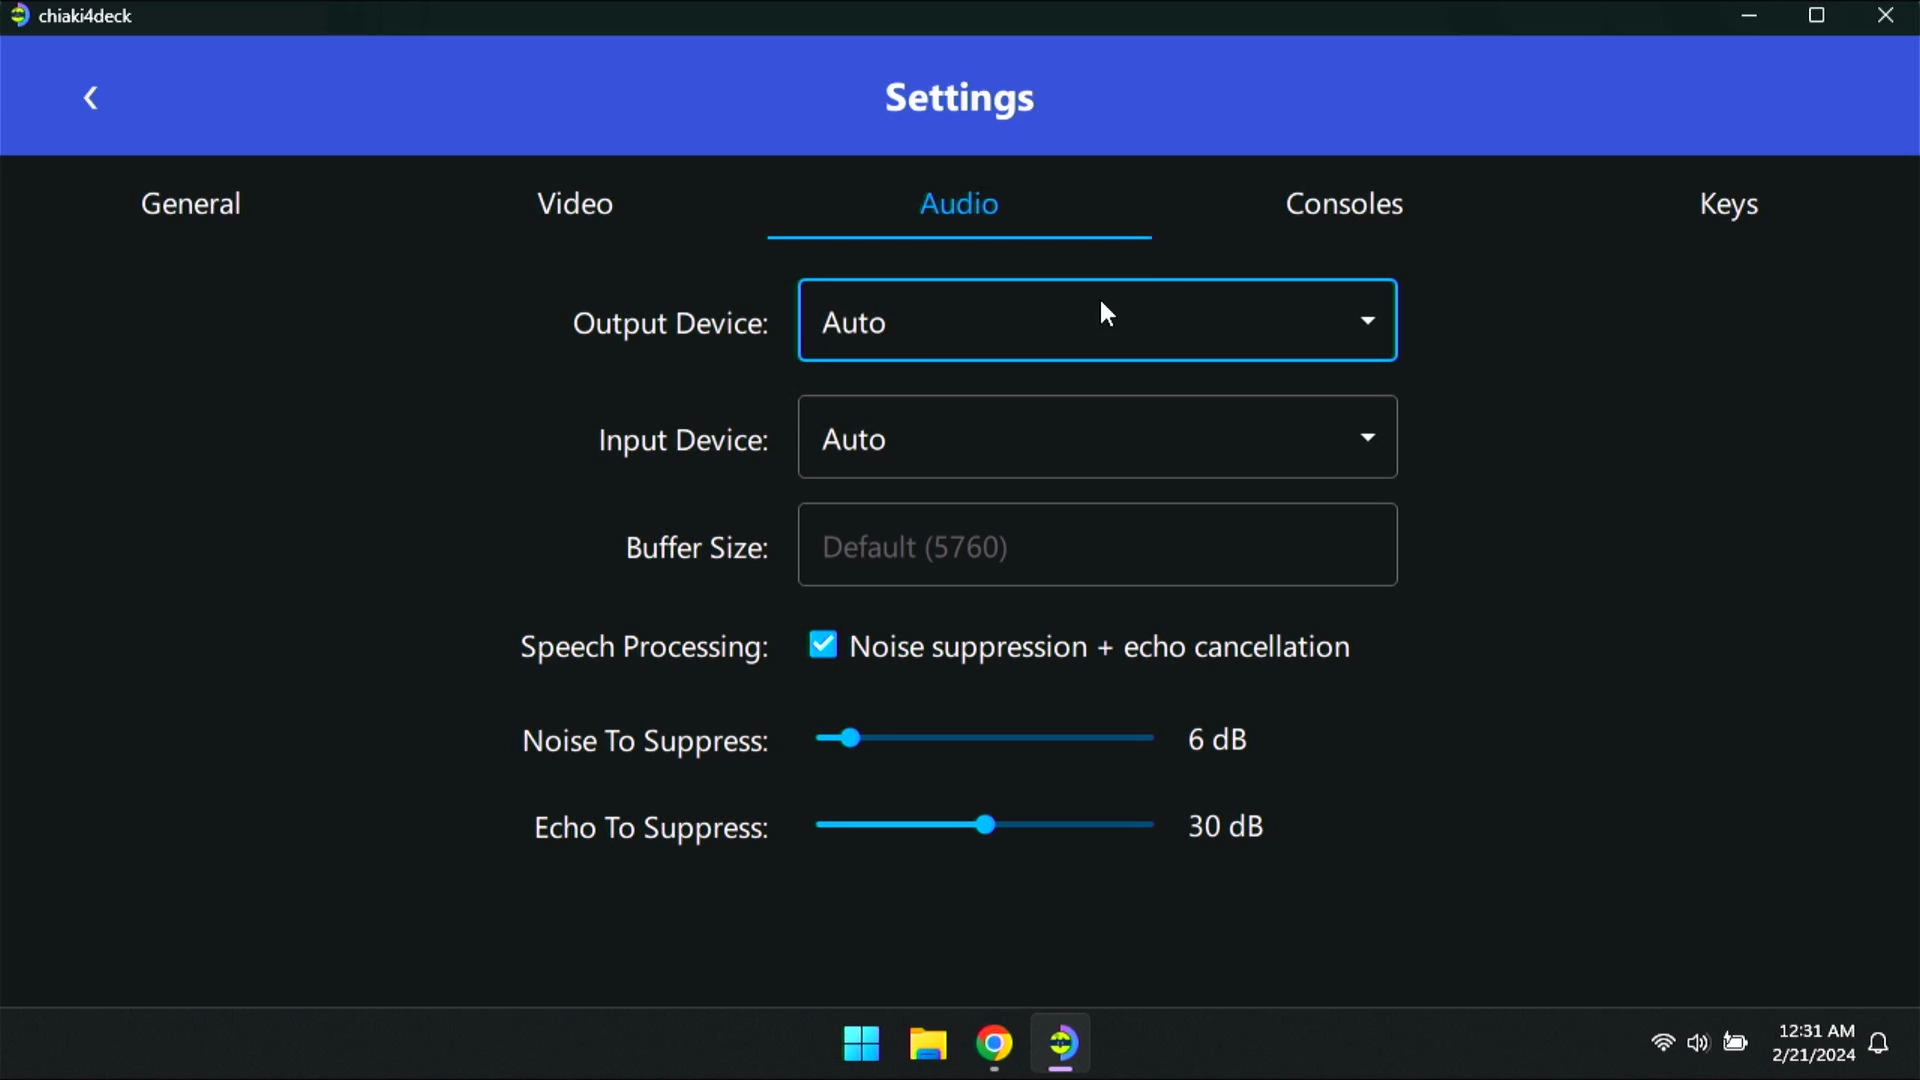 chiaki4deck
Settings
General Video Audio Consoles Keys
Output Device: Auto
Input Device: Auto
Buffer Size: Default (5760)
Speech Processing: Noise suppression + echo cancellation
Noise To Suppress: 6 dB
Echo To Suppress: 30 dB
12:31 AM
2/21/2024